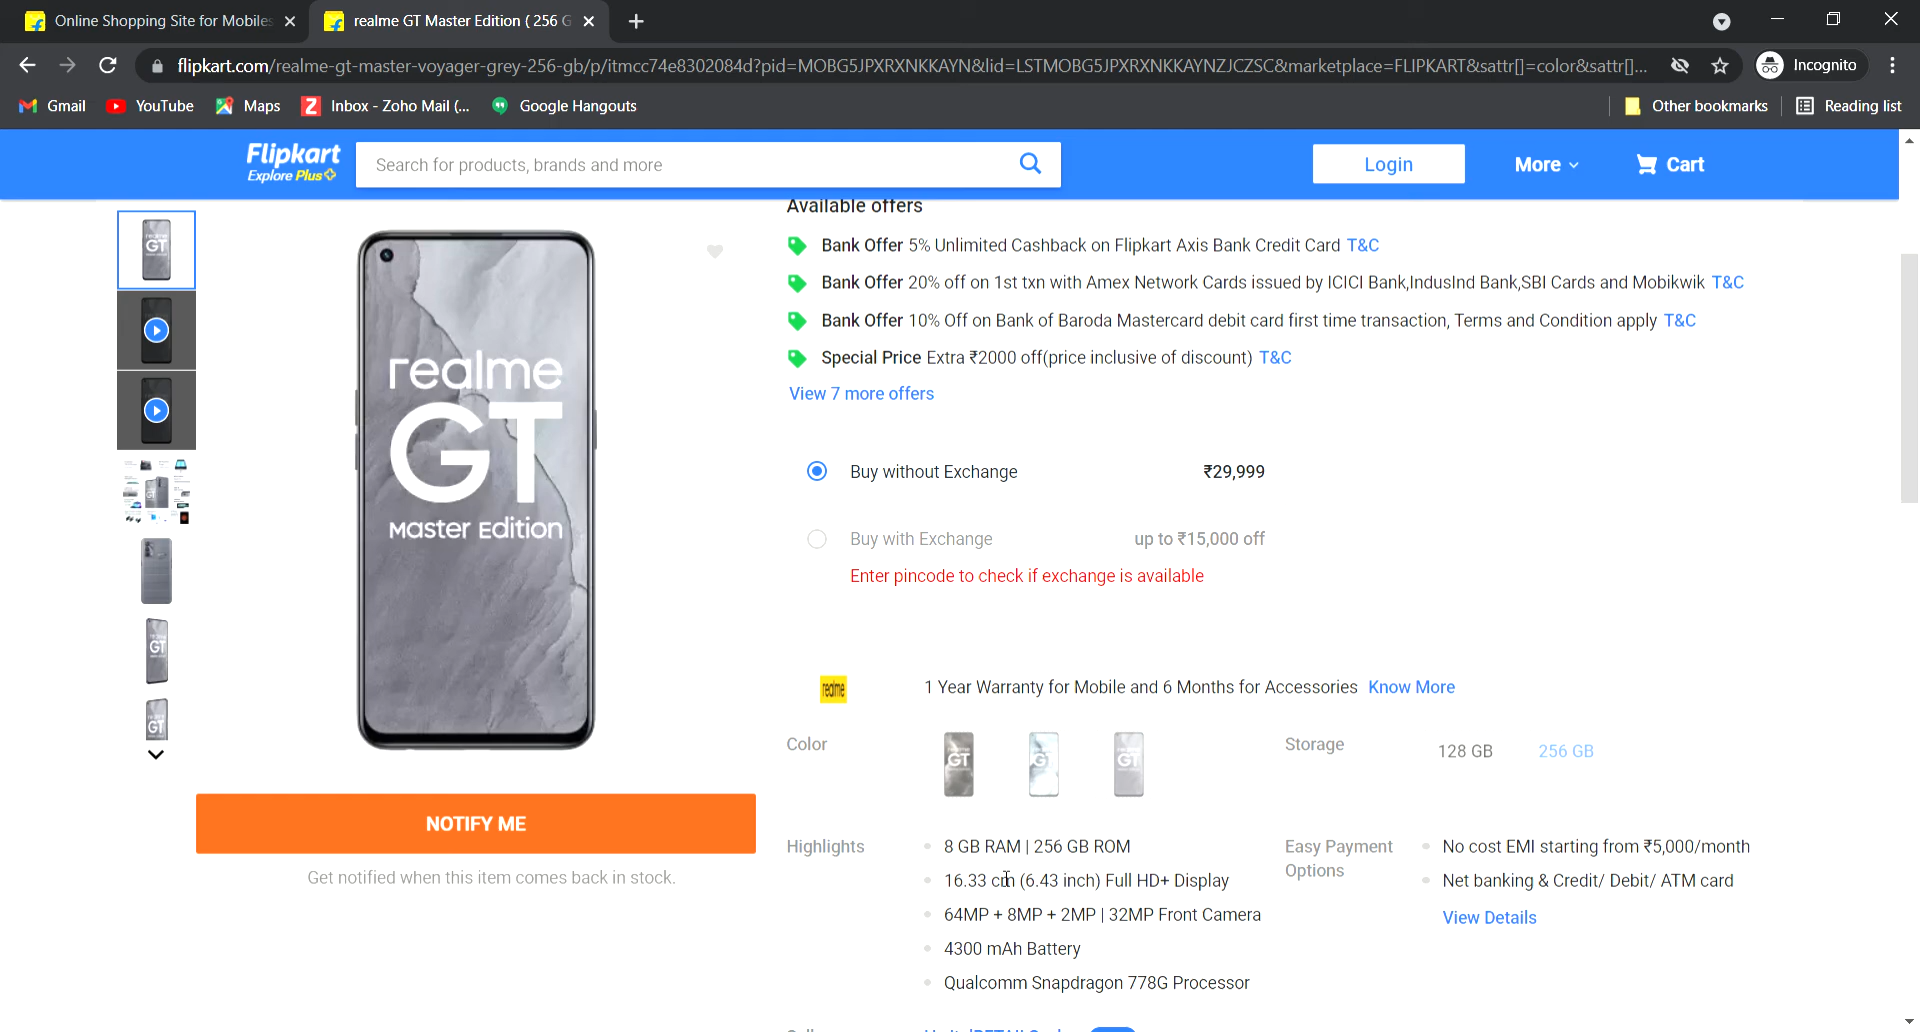 Online Shopping Site for Mobiles
realme GT Master Edition ( 256 G
flipkart.com/realme-gt-master-voyager-grey-256-gb/p/itmcc74e8302084d?pid=MOBG5JPXRXNKKAYN&lid=LSTMOBG5JPXRXNKKAYNZJCZSC&marketplace=FLIPKART&sattr[]=color&sattr[]...
Incognito
Gmail
YouTube
Maps
Inbox - Zoho Mail (...
Google Hangouts
Other bookmarks
Reading list
Flipkart
Explore Plus
Search for products, brands and more
Login
More
Cart
realme
GT
Master Edition
NOTIFY ME
Get notified when this item comes back in stock.
Available offers
Bank Offer 5% Unlimited Cashback on Flipkart Axis Bank Credit Card T&C
Bank Offer 20% off on 1st txn with Amex Network Cards issued by ICICI Bank,IndusInd Bank,SBI Cards and Mobikwik T&C
Bank Offer 10% Off on Bank of Baroda Mastercard debit card first time transaction, Terms and Condition apply T&C
Special Price Extra ₹2000 off(price inclusive of discount) T&C
View 7 more offers
Buy without Exchange ₹29,999
Buy with Exchange up to ₹15,000 off
Enter pincode to check if exchange is available
realme
1 Year Warranty for Mobile and 6 Months for Accessories Know More
Color
GT
GT
GT
Storage
128 GB
256 GB
Highlights
8 GB RAM | 256 GB ROM
16.33 cm (6.43 inch) Full HD+ Display
64MP + 8MP + 2MP | 32MP Front Camera
4300 mAh Battery
Qualcomm Snapdragon 778G Processor
Easy Payment
Options
No cost EMI starting from ₹5,000/month
Net banking & Credit/ Debit/ ATM card
View Details